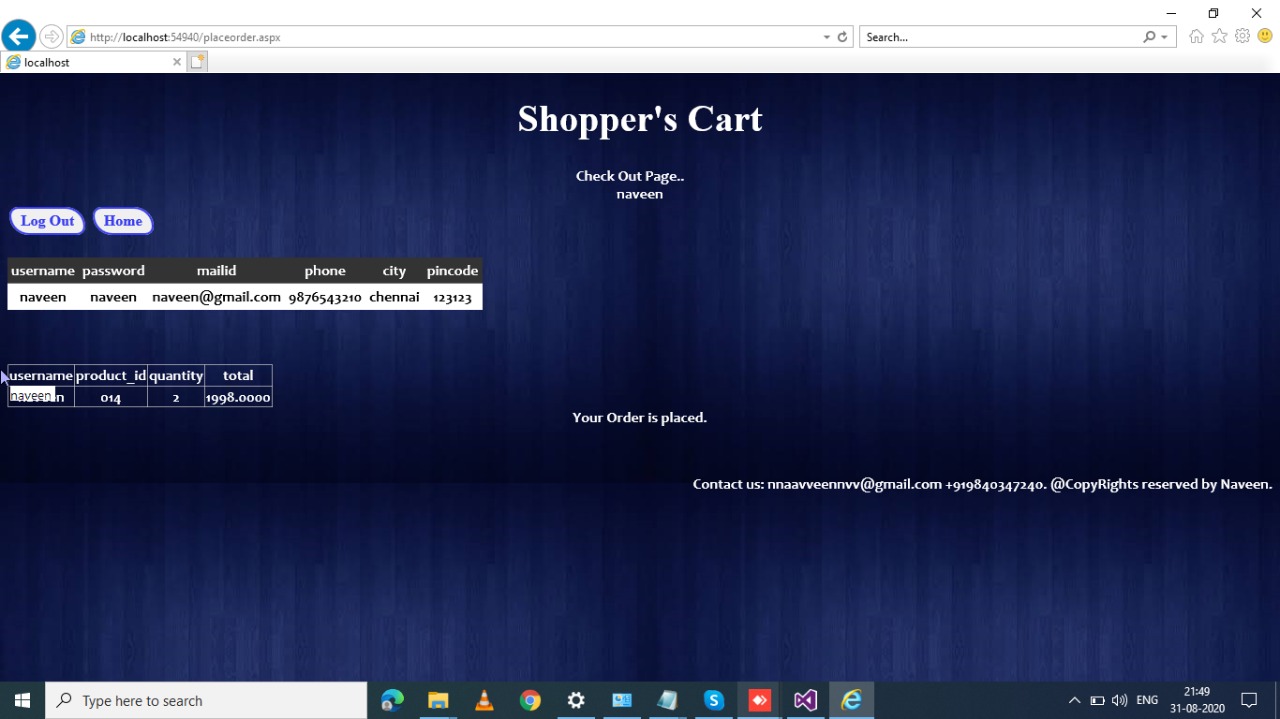 http://localhost:54940/placeorder.aspx
Search...
localhost
Shopper's Cart
Check Out Page..
naveen
Log Out Home
username password mailid phone city pincode
naveen naveen naveen@gmail.com 9876543210 chennai 123123
username product_id quantity total
naveen 014 2 1998.0000
naveen
Your Order is placed.
Contact us: nnaavveennvv@gmail.com +919840347240. @CopyRights reserved by Naveen.
Type here to search
ENG
21:49
31-08-2020